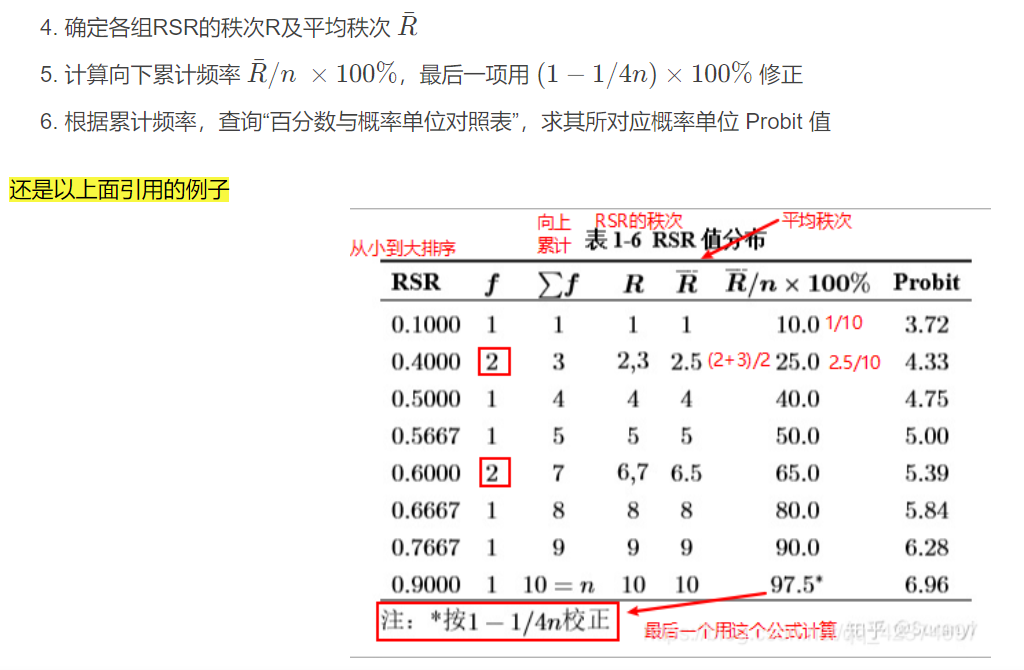 4. 确定各组RSR的秩次R及平均秩次 R̄
5. 计算向下累计频率 R̄/n × 100%，最后一项用 (1 − 1/4n) × 100% 修正
6. 根据累计频率，查询“百分数与概率单位对照表”，求其所对应概率单位 Probit 值
还是以上面引用的例子
向上累计
RSR的秩次
平均秩次
从小到大排序
表 1-6 RSR 值分布
RSR f ∑f R R̄ R̄/n × 100% Probit
0.1000 1 1 1 1 10.0 1/10 3.72
0.4000 2 3 2,3 2.5 (2+3)/2 25.0 2.5/10 4.33
0.5000 1 4 4 4 40.0 4.75
0.5667 1 5 5 5 50.0 5.00
0.6000 2 7 6,7 6.5 65.0 5.39
0.6667 1 8 8 8 80.0 5.84
0.7667 1 9 9 9 90.0 6.28
0.9000 1 10 = n 10 10 97.5* 6.96
注：*按1 − 1/4n校正
最后一个用这个公式计算
知乎